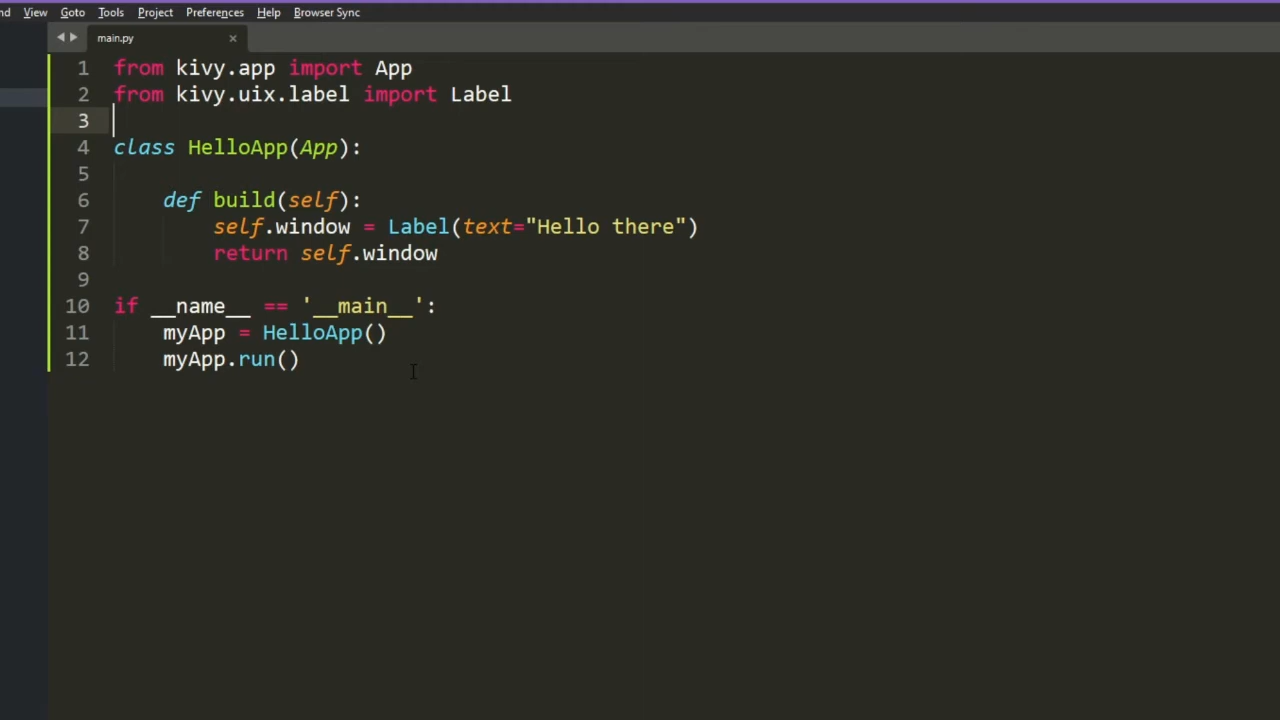 nd View Goto Tools Project Preferences Help Browser Sync
main.py ×
1 from kivy.app import App
2 from kivy.uix.label import Label
3
4 class HelloApp(App):
5
6     def build(self):
7         self.window = Label(text="Hello there")
8         return self.window
9
10 if __name__ == '__main__':
11     myApp = HelloApp()
12     myApp.run()